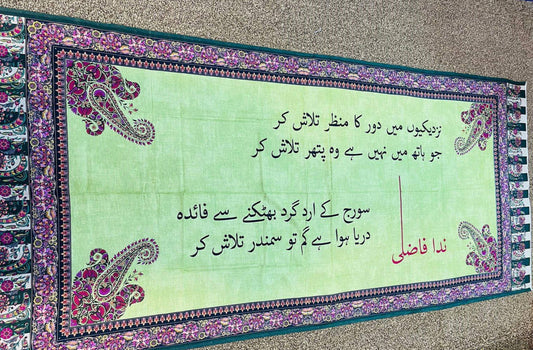 نزدیکیوں میں دور کا منظر تلاش کر
جو ہاتھ میں نہیں ہے وہ پتھر تلاش کر
سورج کے ارد گرد بھٹکنے سے فائدہ
دریا ہوا ہے گم تو سمندر تلاش کر
ندا فاضلی